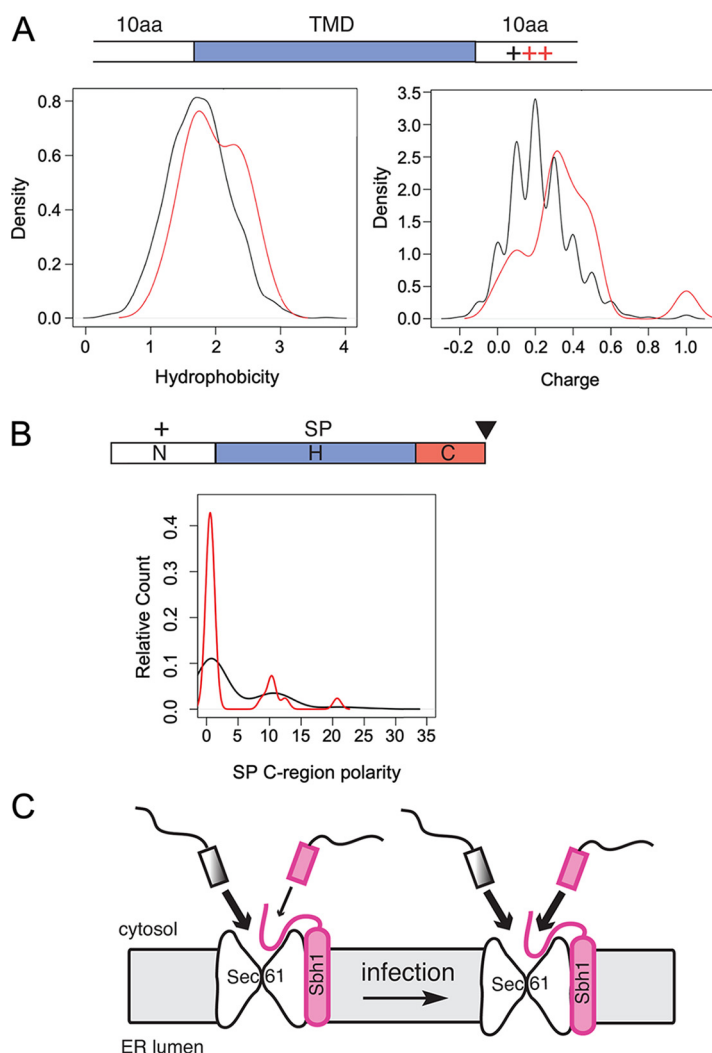 A
10aa TMD 10aa
+++
0.8
0.6
0.4
0.2
0.0
Density
0 1 2 3 4
Hydrophobicity
3.5
3.0
2.5
2.0
1.5
1.0
0.5
0.0
Density
-0.2 0.0 0.2 0.4 0.6 0.8 1.0
Charge
B
+ SP
N H C
0.4
0.3
0.2
0.1
0.0
Relative Count
0 5 10 15 20 25 30 35
SP C-region polarity
C
cytosol
Sec 61 Sbh1
infection
Sec 61 Sbh1
ER lumen